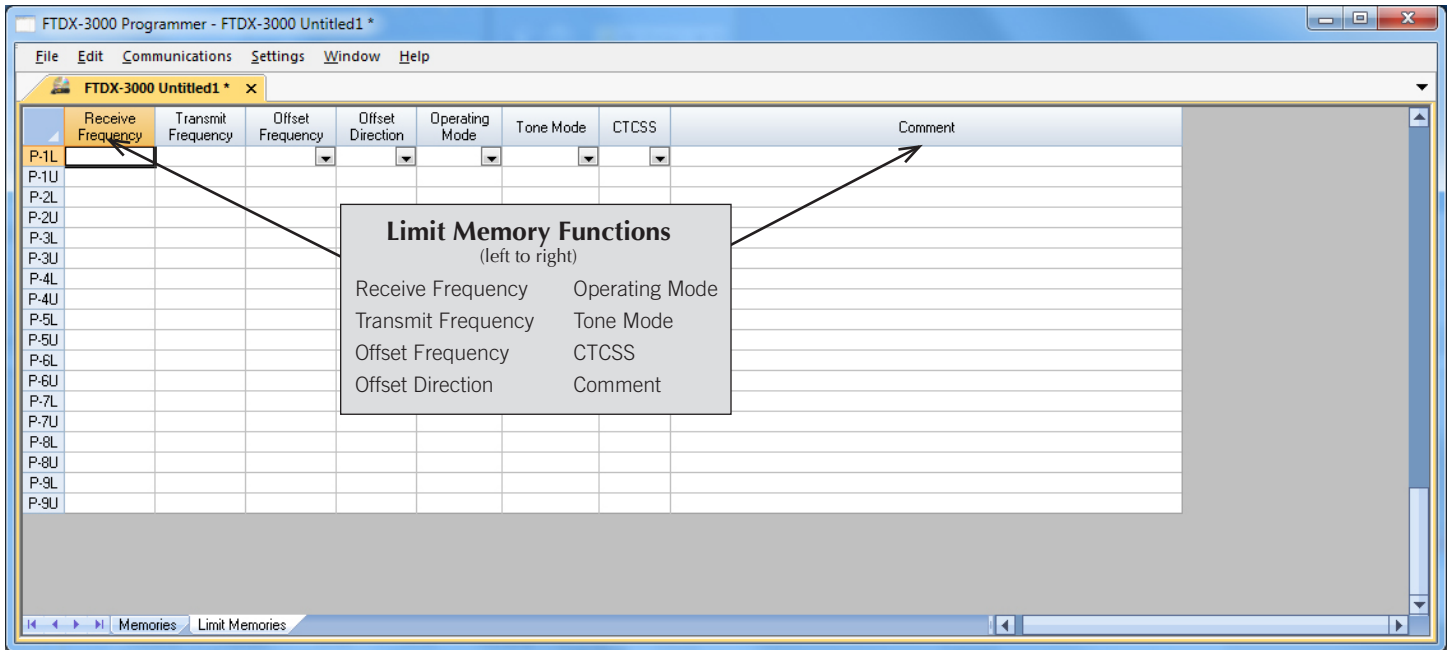 FTDX-3000 Programmer - FTDX-3000 Untitled1 *
File Edit Communications Settings Window Help
FTDX-3000 Untitled1 * x
Receive Frequency Transmit Frequency Offset Frequency Offset Direction Operating Mode Tone Mode CTCSS Comment
P-1L
P-1U
P-2L
P-2U
P-3L
P-3U
P-4L
P-4U
P-5L
P-5U
P-6L
P-6U
P-7L
P-7U
P-8L
P-8U
P-9L
P-9U
Limit Memory Functions
(left to right)
Receive Frequency Operating Mode
Transmit Frequency Tone Mode
Offset Frequency CTCSS
Offset Direction Comment
Memories Limit Memories